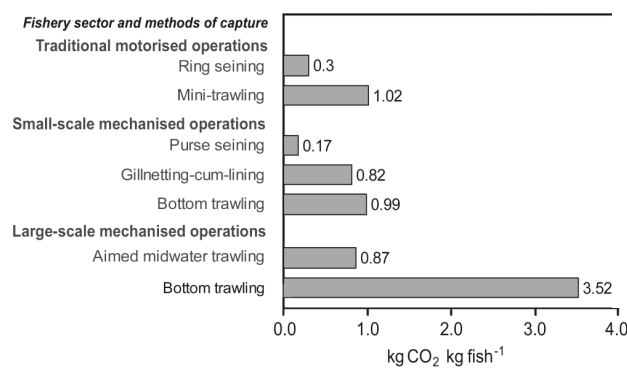 Fishery sector and methods of capture
Traditional motorised operations
Ring seining 0.3
Mini-trawling 1.02
Small-scale mechanised operations
Purse seining 0.17
Gillnetting-cum-lining 0.82
Bottom trawling 0.99
Large-scale mechanised operations
Aimed midwater trawling 0.87
Bottom trawling 3.52
0.0 1.0 2.0 3.0 4.0
kg CO₂ kg fish⁻¹